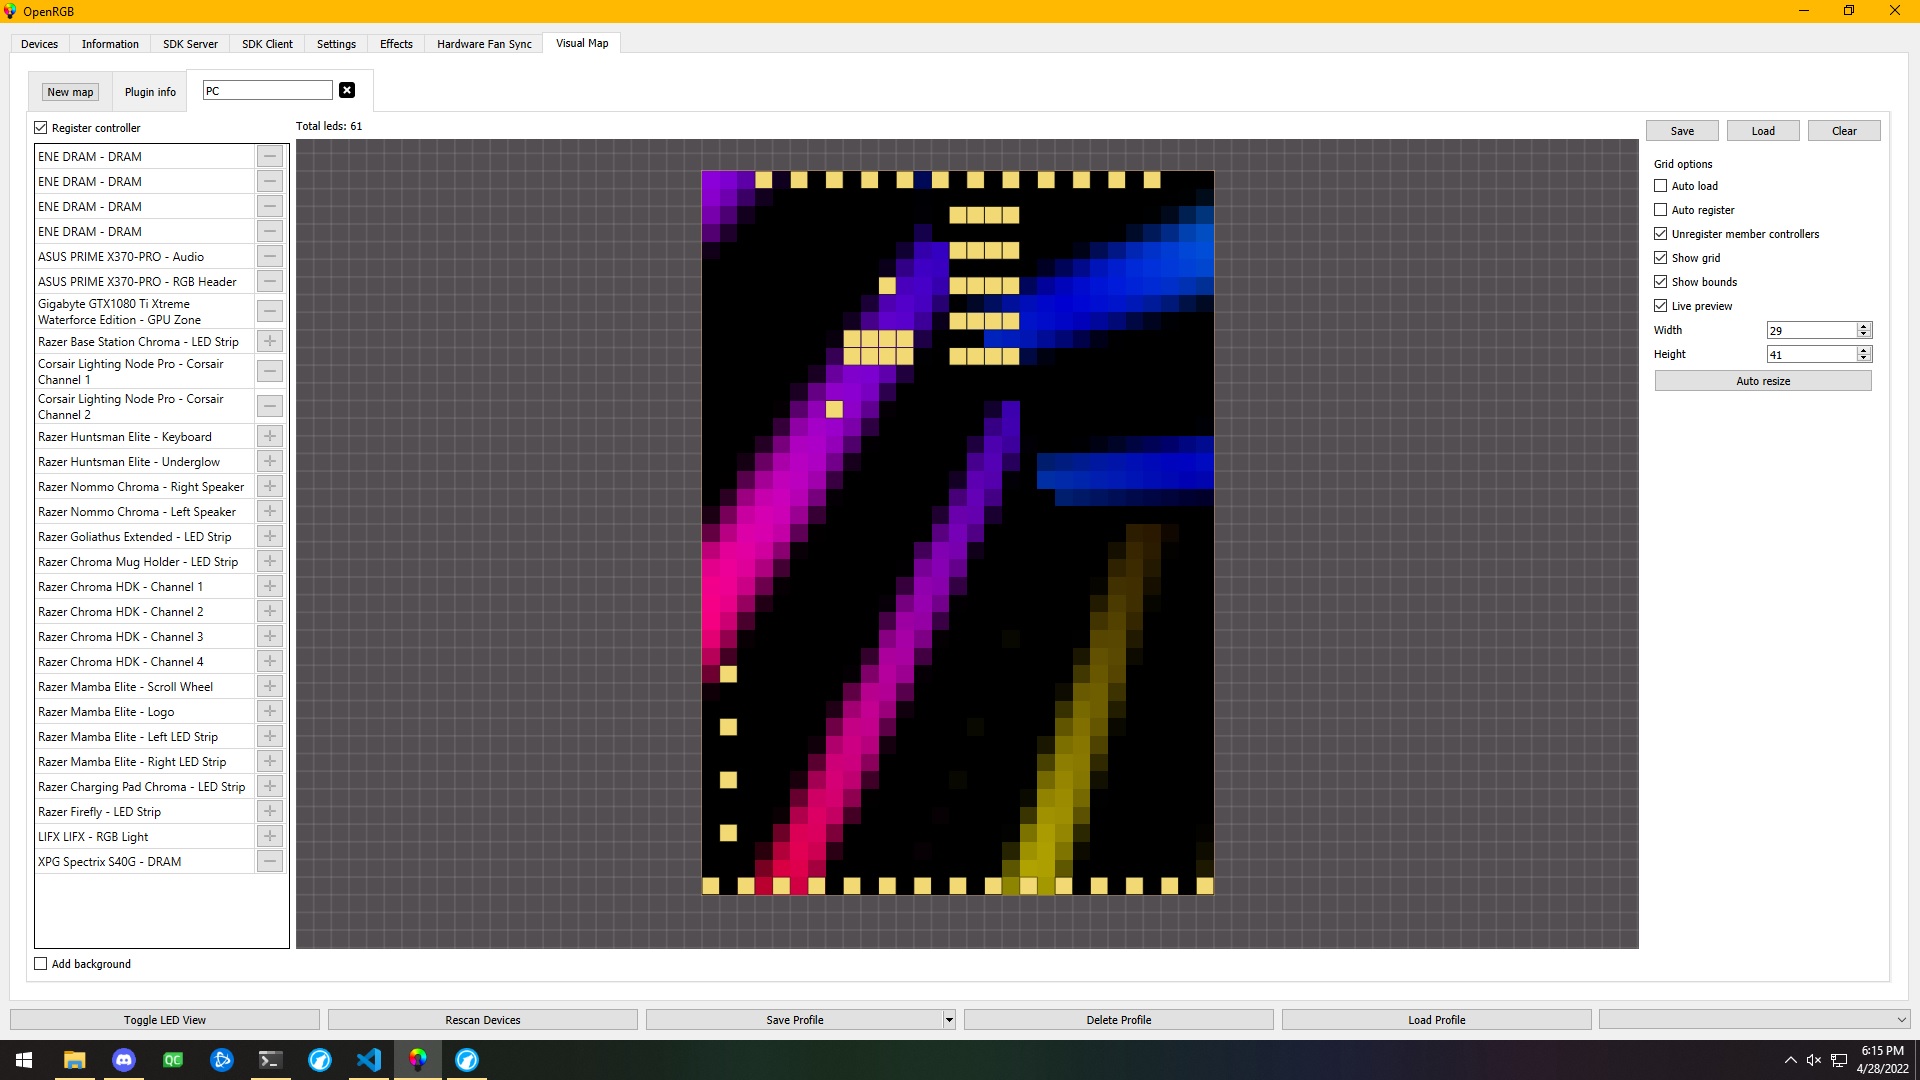 OpenRGB
Devices
Information
SDK Server
SDK Client
Settings
Effects
Hardware Fan Sync
Visual Map
New map
Plugin info
PC
Register controller
Total leds: 61
ENE DRAM - DRAM
ENE DRAM - DRAM
ENE DRAM - DRAM
ENE DRAM - DRAM
ASUS PRIME X370-PRO - Audio
ASUS PRIME X370-PRO - RGB Header
Gigabyte GTX1080 Ti Xtreme
Waterforce Edition - GPU Zone
Razer Base Station Chroma - LED Strip
Corsair Lighting Node Pro - Corsair
Channel 1
Corsair Lighting Node Pro - Corsair
Channel 2
Razer Huntsman Elite - Keyboard
Razer Huntsman Elite - Underglow
Razer Nommo Chroma - Right Speaker
Razer Nommo Chroma - Left Speaker
Razer Goliathus Extended - LED Strip
Razer Chroma Mug Holder - LED Strip
Razer Chroma HDK - Channel 1
Razer Chroma HDK - Channel 2
Razer Chroma HDK - Channel 3
Razer Chroma HDK - Channel 4
Razer Mamba Elite - Scroll Wheel
Razer Mamba Elite - Logo
Razer Mamba Elite - Left LED Strip
Razer Mamba Elite - Right LED Strip
Razer Charging Pad Chroma - LED Strip
Razer Firefly - LED Strip
LIFX LIFX - RGB Light
XPG Spectrix S40G - DRAM
Add background
Save
Load
Clear
Grid options
Auto load
Auto register
Unregister member controllers
Show grid
Show bounds
Live preview
Width
29
Height
41
Auto resize
Toggle LED View
Rescan Devices
Save Profile
Delete Profile
Load Profile
QC
6:15 PM
4/28/2022